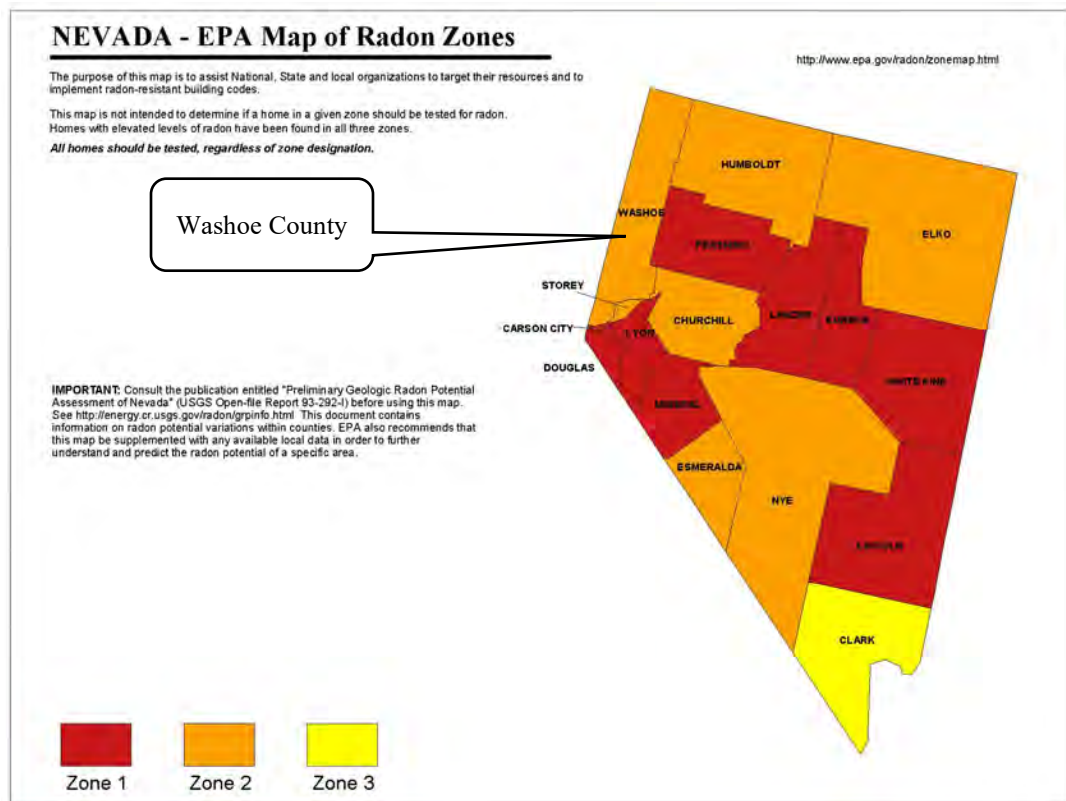 NEVADA - EPA Map of Radon Zones
http://www.epa.gov/radon/zonemap.html
The purpose of this map is to assist National, State and local organizations to target their resources and to
implement radon-resistant building codes.
This map is not intended to determine if a home in a given zone should be tested for radon.
Homes with elevated levels of radon have been found in all three zones.
All homes should be tested, regardless of zone designation.
HUMBOLDT
Washoe County
WASHOE
ELKO
PERSHING
STOREY
LANDER
EUREKA
CHURCHILL
CARSON CITY
LYON
DOUGLAS
WHITE PINE
IMPORTANT: Consult the publication entitled "Preliminary Geologic Radon Potential
Assessment of Nevada" (USGS Open-file Report 93-292-I) before using this map.
See http://energy.cr.usgs.gov/radon/grpinfo.html This document contains
information on radon potential variations within counties. EPA also recommends that
this map be supplemented with any available local data in order to further
understand and predict the radon potential of a specific area.
MINERAL
ESMERALDA
NYE
LINCOLN
CLARK
Zone 1
Zone 2
Zone 3